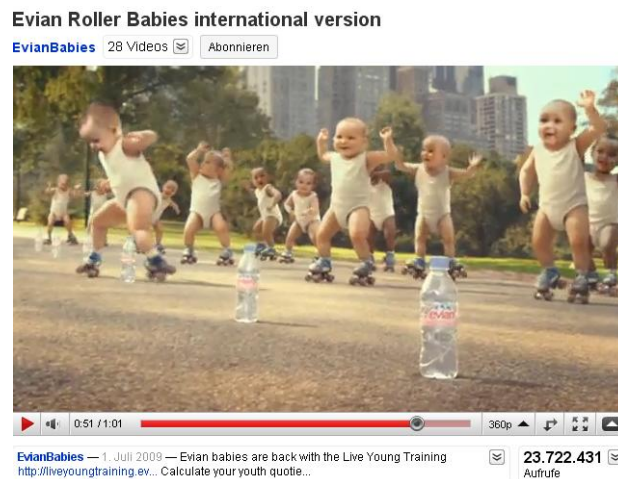 Evian Roller Babies international version
EvianBabies 28 Videos Abonnieren
evian
0:51 / 1:01 360p
EvianBabies — 1. Juli 2009 — Evian babies are back with the Live Young Training
http://liveyoungtraining.ev... Calculate your youth quotie...
23.722.431
Aufrufe